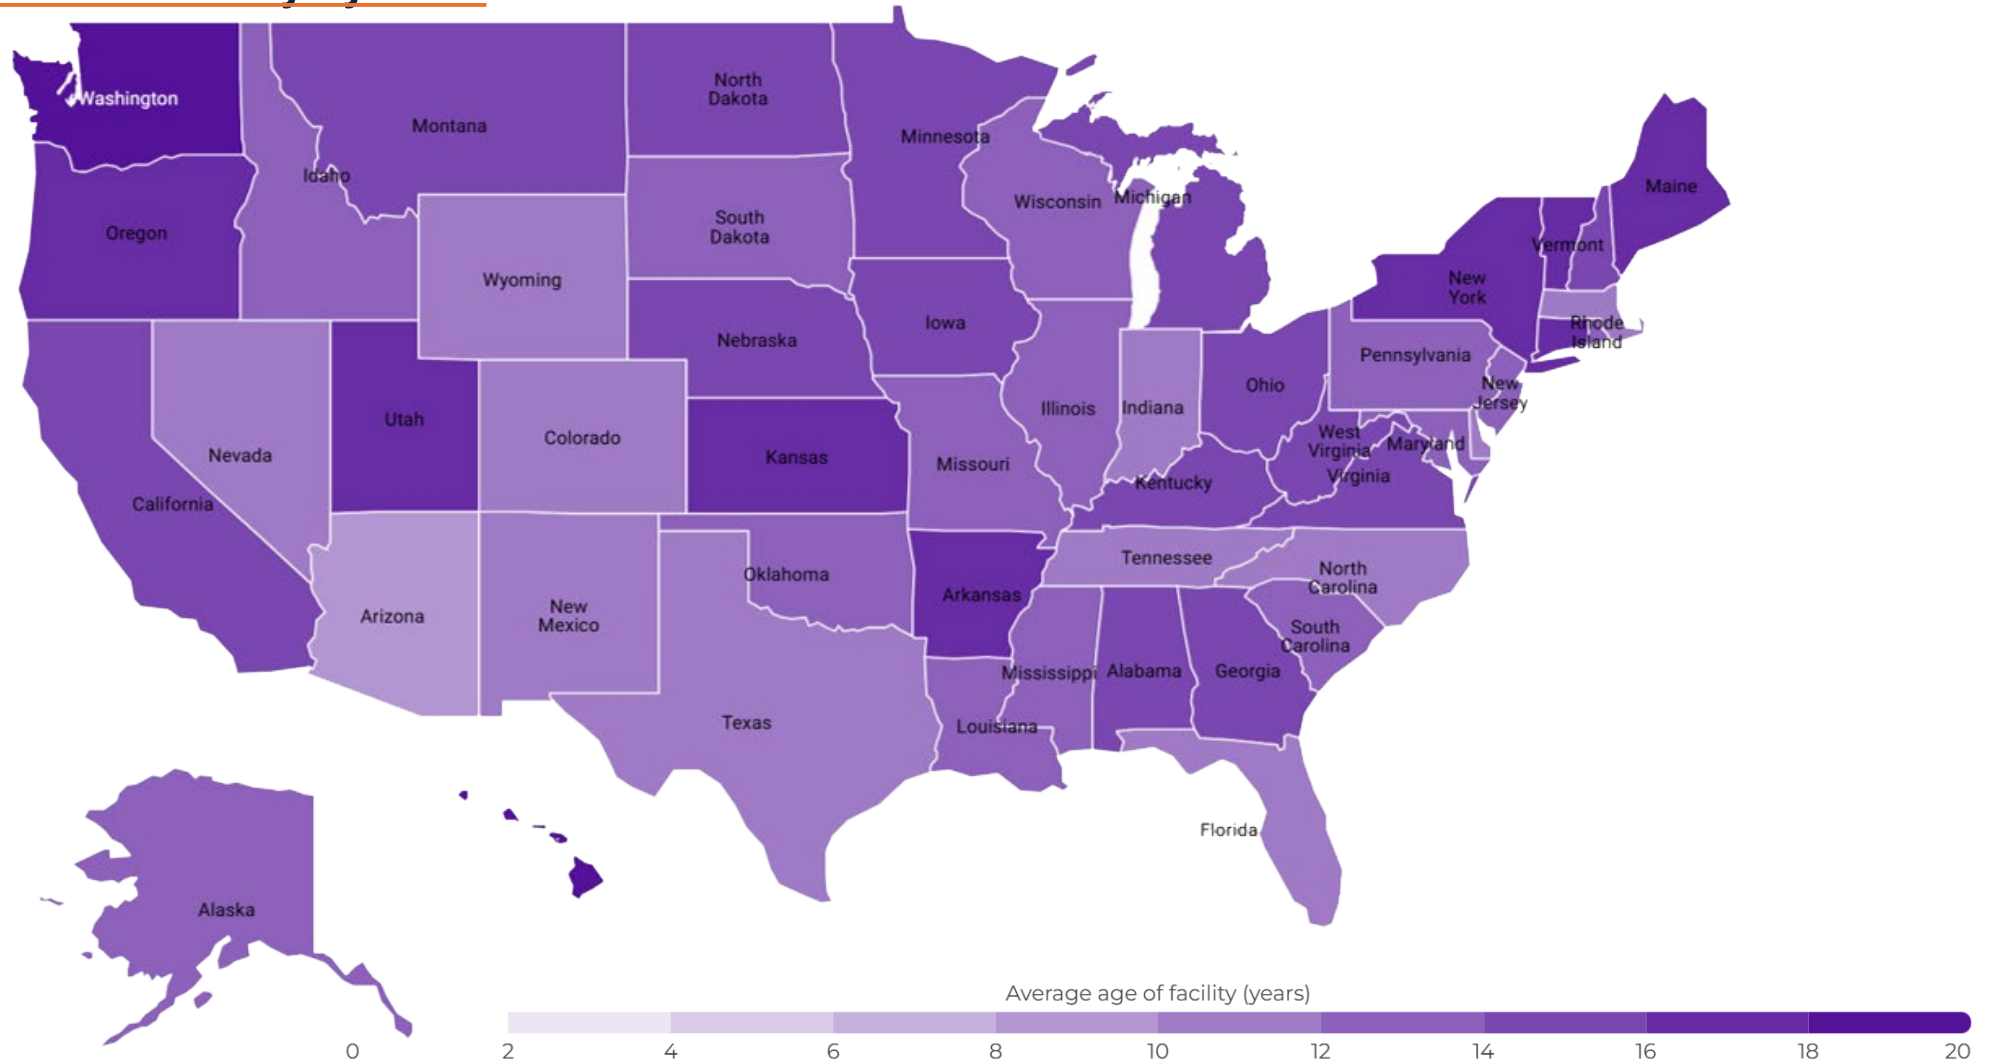 Washington
Montana
North
Dakota
Minnesota
Idaho
Oregon
Wyoming
South
Dakota
Wisconsin
Michigan
Maine
Vermont
New
York
Nebraska
Iowa
Rhode
Island
Pennsylvania
New
Jersey
Nevada
Utah
Colorado
Kansas
Missouri
Illinois
Indiana
Ohio
West
Virginia
Maryland
Virginia
Kentucky
California
Arizona
New
Mexico
Oklahoma
Arkansas
Tennessee
North
Carolina
South
Carolina
Texas
Louisiana
Mississippi
Alabama
Georgia
Florida
Alaska
Average age of facility (years)
0 2 4 6 8 10 12 14 16 18 20